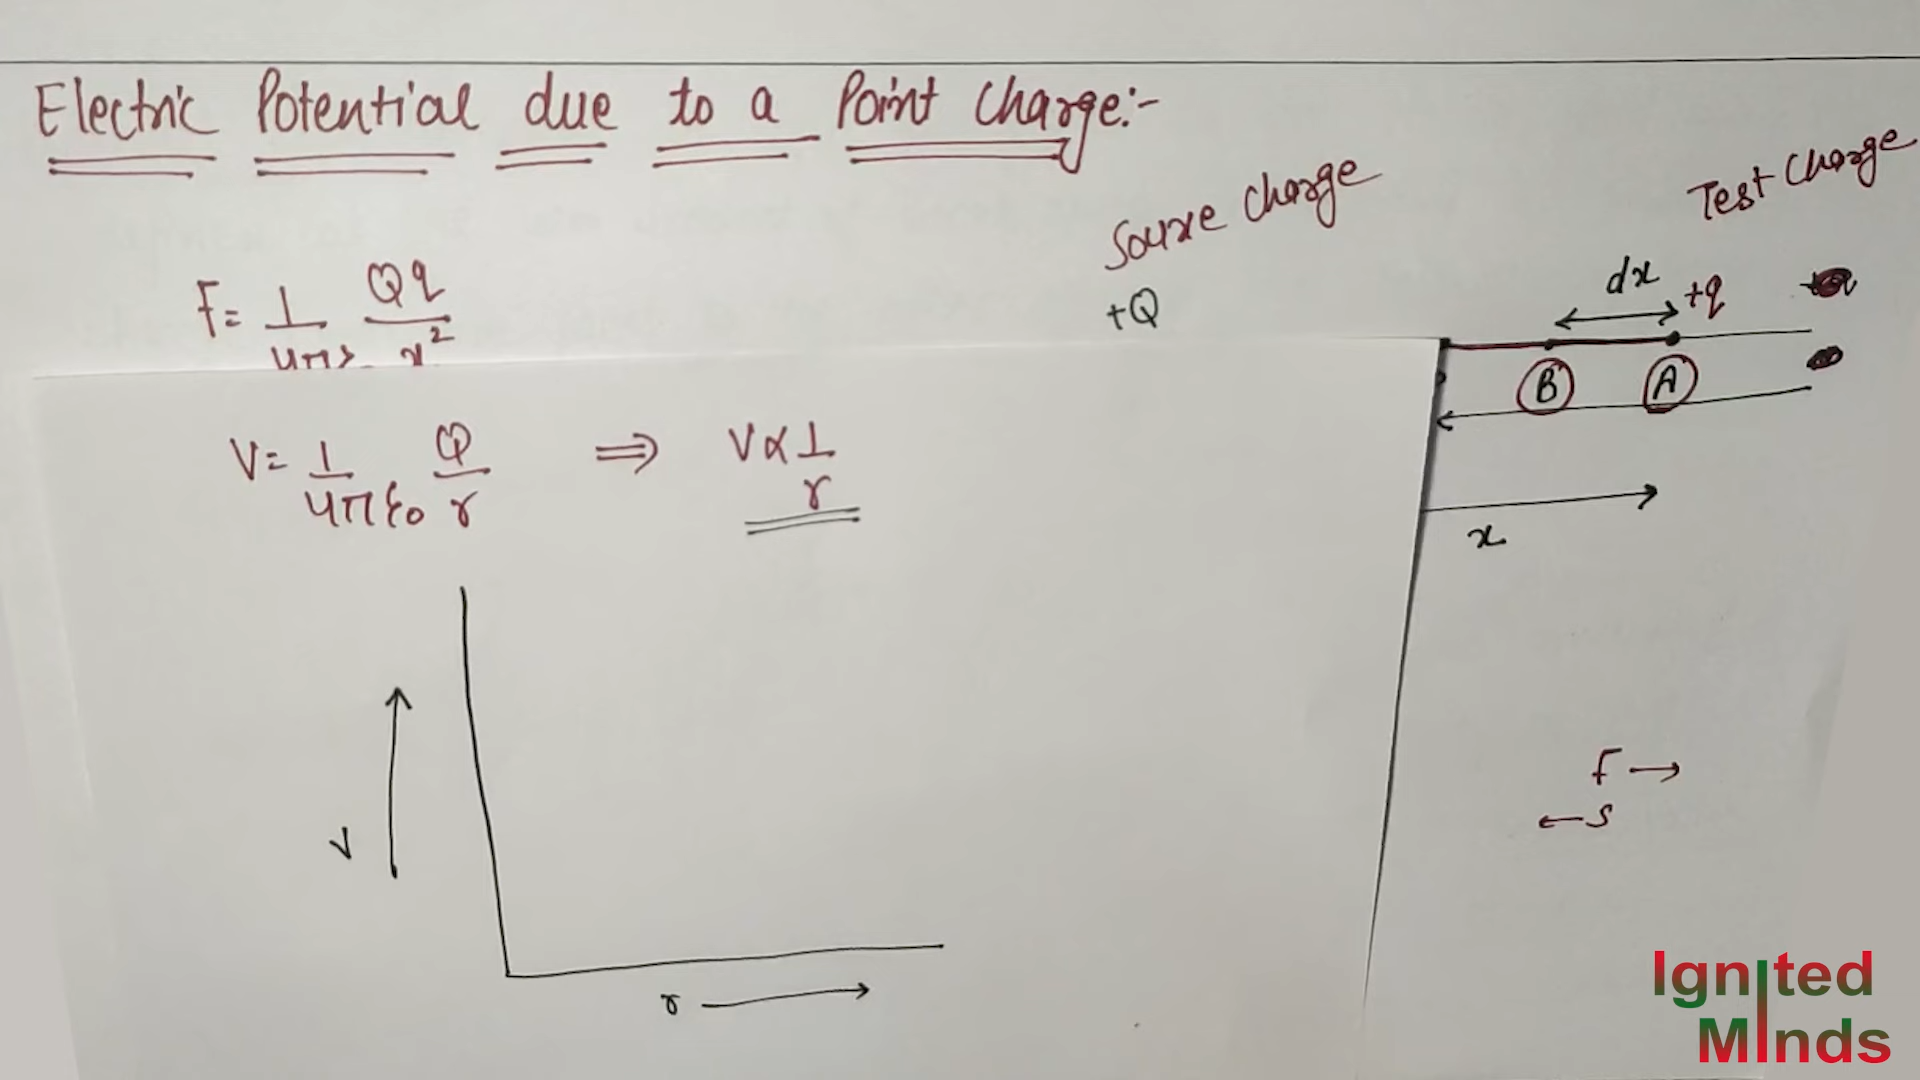 Electric Potential due to a Point Charge:-
Source Charge
Test Charge
+Q
dx
+q
F= 1 Qq
4π x²
B
A
V= 1/4πε₀ Q/r ⇒ V∝1/r
x
V
F→
←S
r
Ignited
Minds